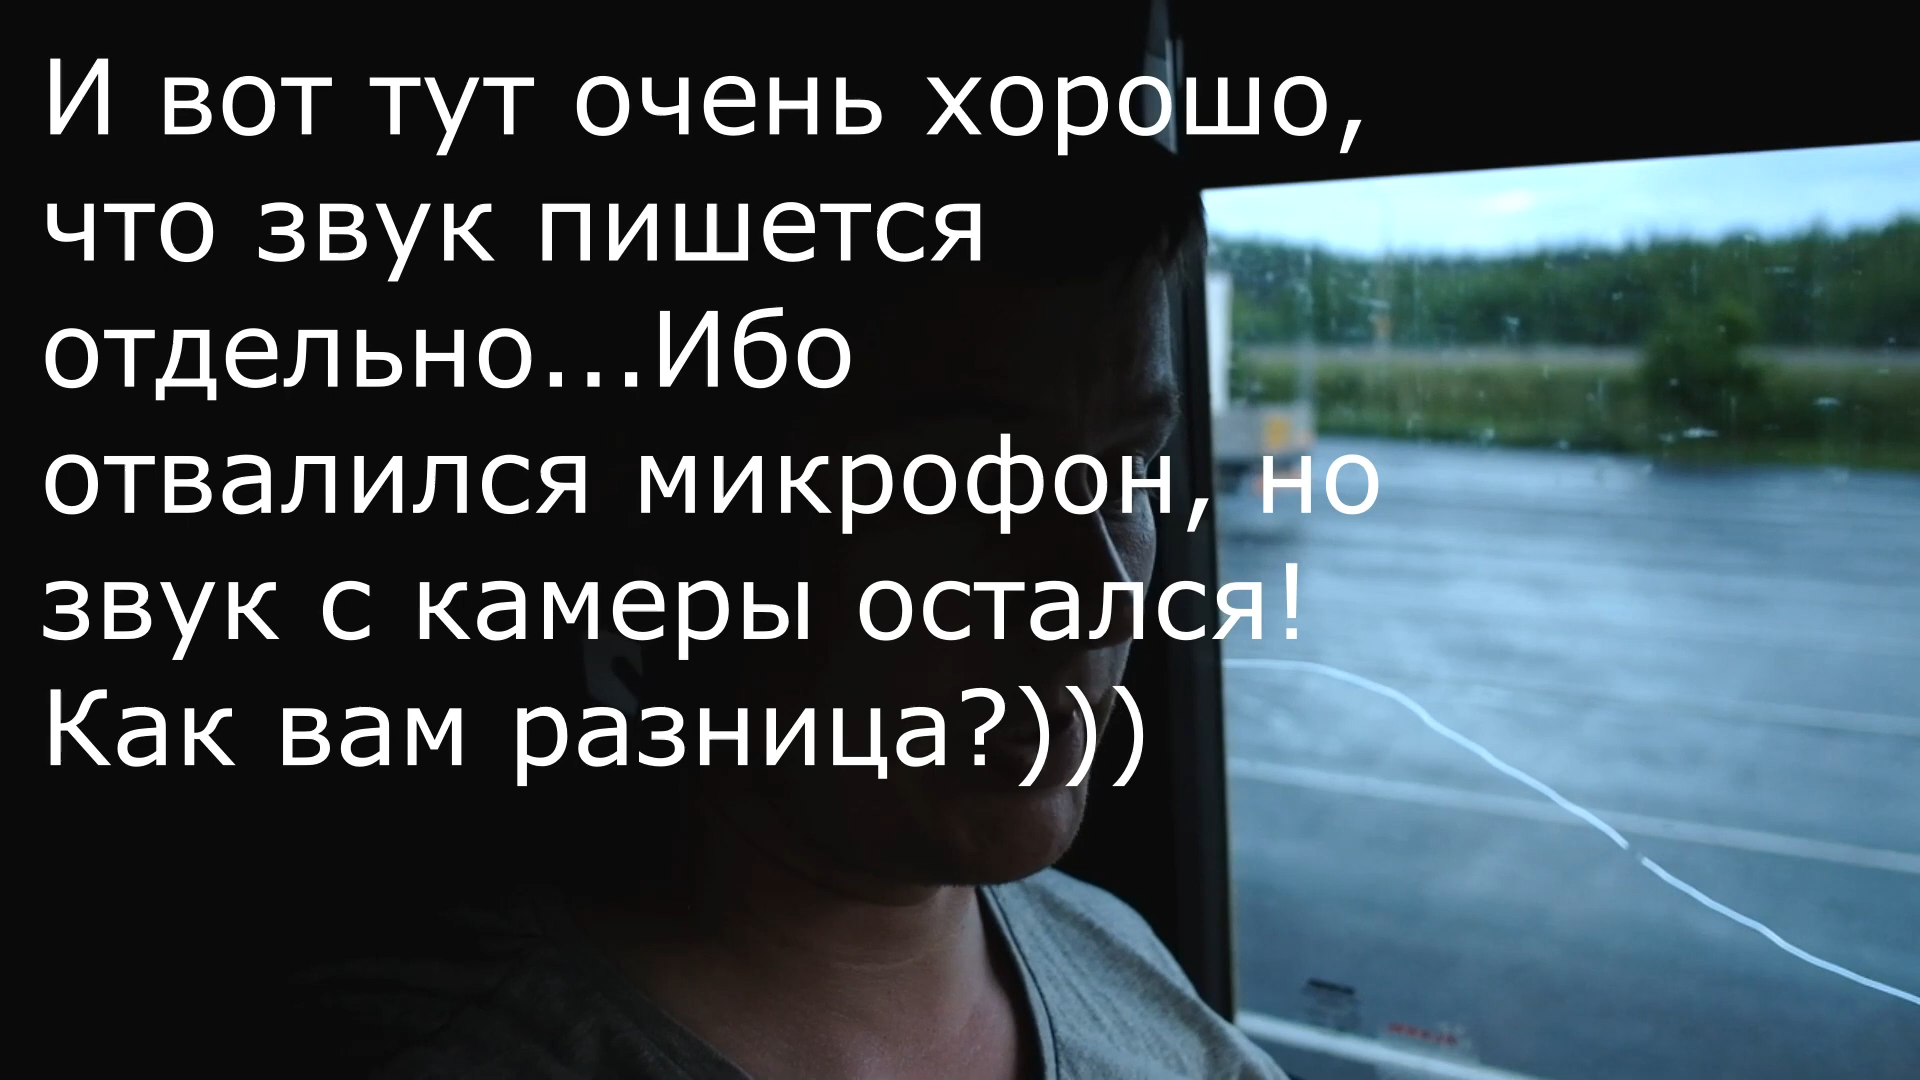 И вот тут очень хорошо,
что звук пишется
отдельно...Ибо
отвалился микрофон, но
звук с камеры остался!
Как вам разница?)))